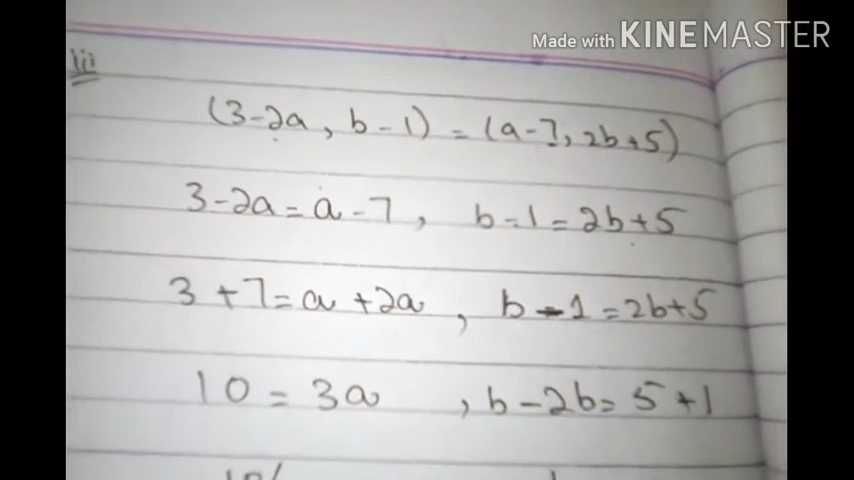 Made with KINEMASTER
iii
(3-2a, b-1) = (a-7, 2b+5)
3-2a = a-7, b-1 = 2b+5
3+7 = a+2a, b-1 = 2b+5
10 = 3a, b-2b = 5+1